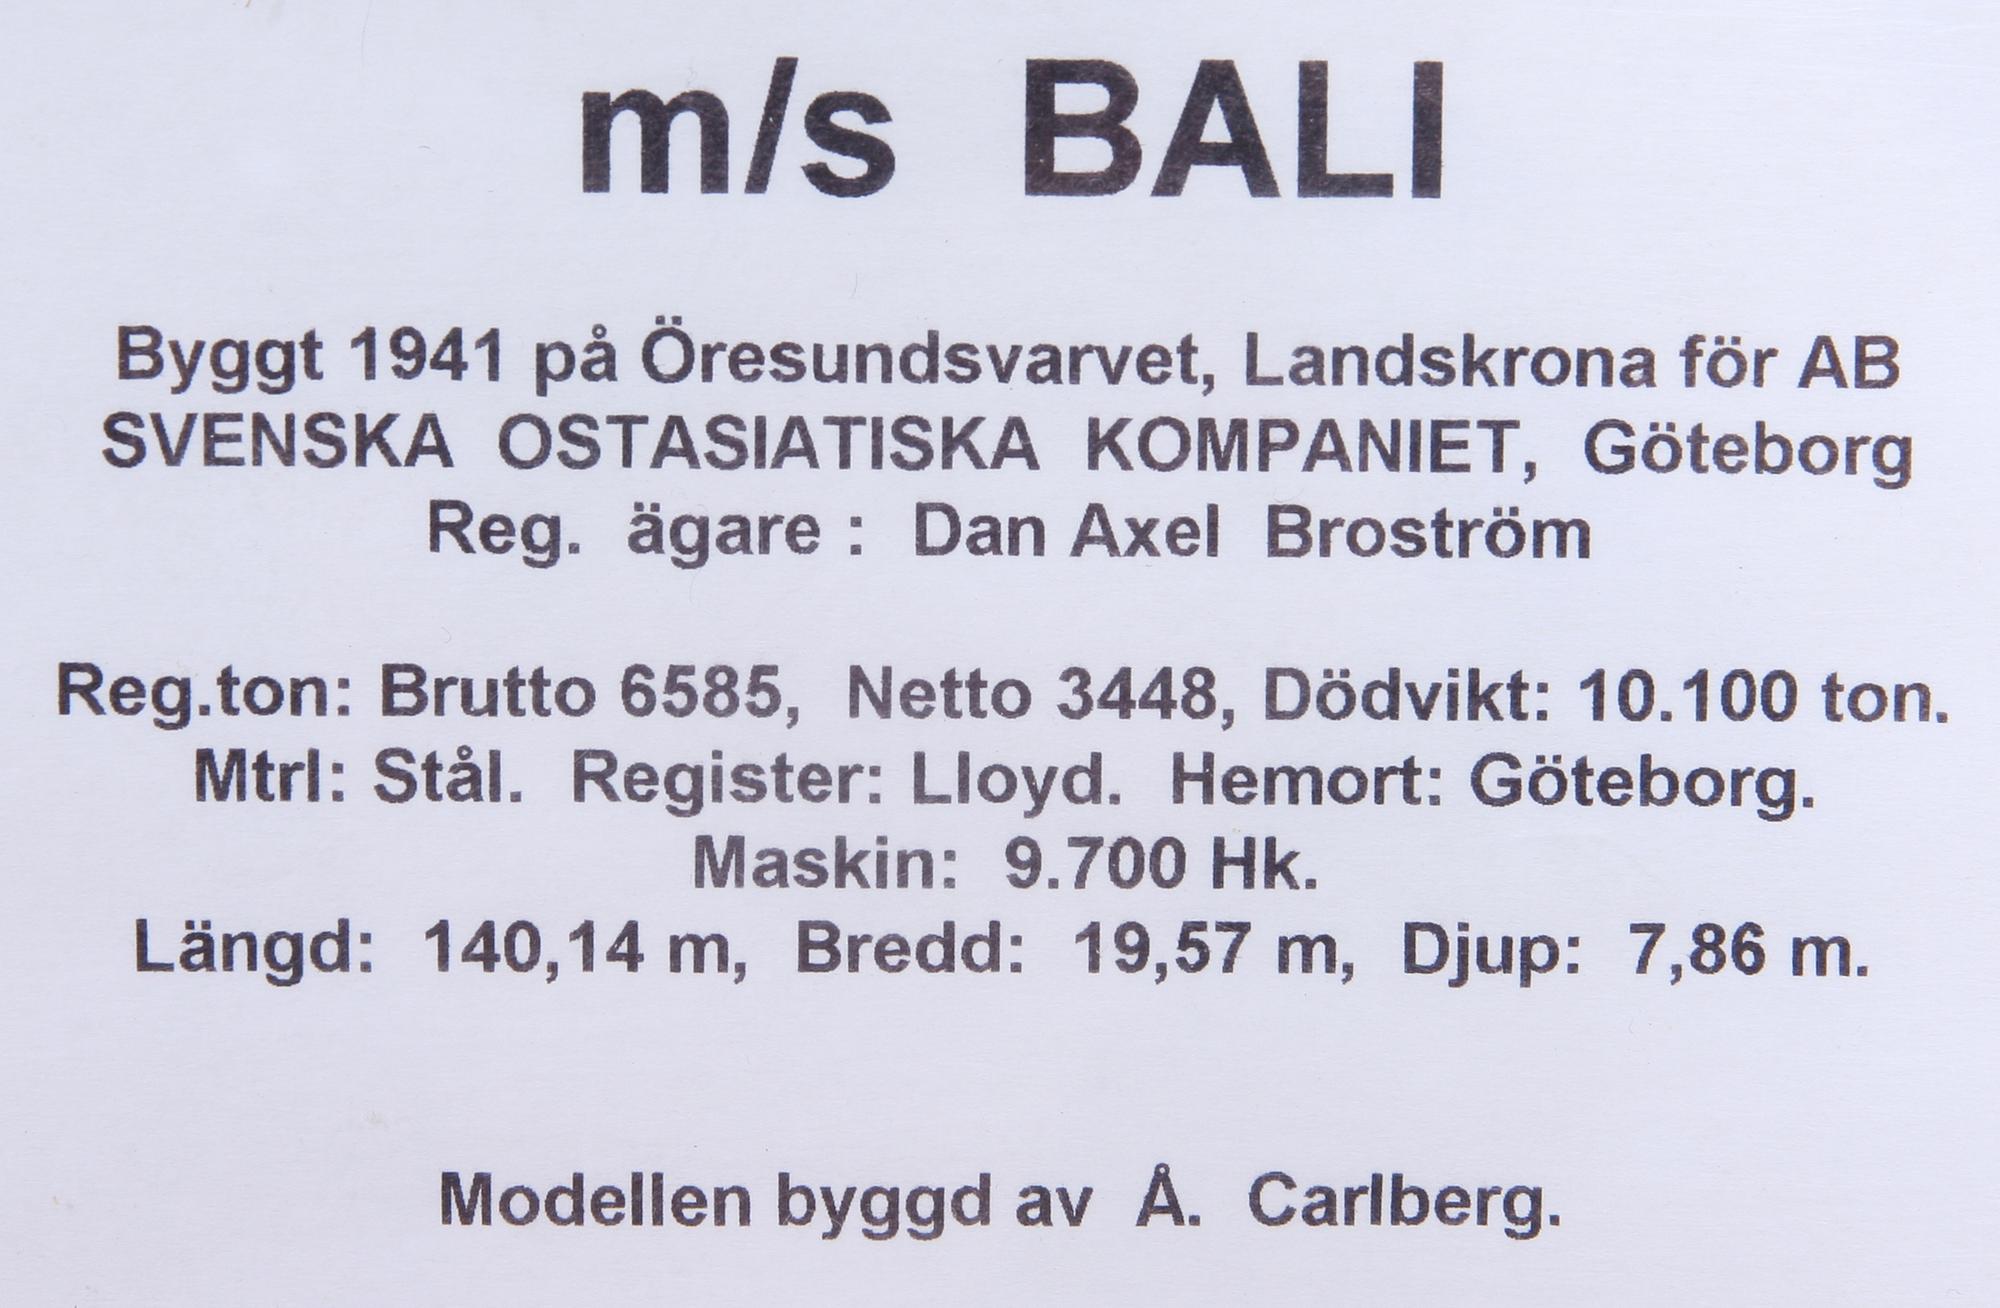 m/s BALI
Byggt 1941 på Öresundsvarvet, Landskrona för AB
SVENSKA OSTASIATISKA KOMPANIET, Göteborg
Reg. ägare : Dan Axel Broström
Reg.ton: Brutto 6585, Netto 3448, Dödvikt: 10.100 ton.
Mtrl: Stål. Register: Lloyd. Hemort: Göteborg.
Maskin: 9.700 Hk.
Längd: 140,14 m, Bredd: 19,57 m, Djup: 7,86 m.
Modellen byggd av Å. Carlberg.